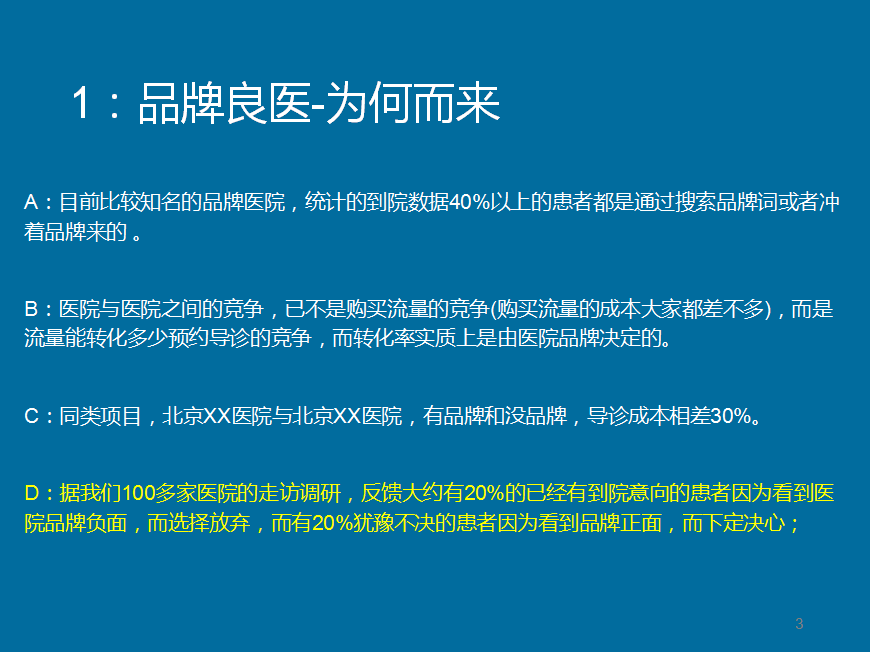 1：品牌良医-为何而来
A：目前比较知名的品牌医院，统计的到院数据40%以上的患者都是通过搜索品牌词或者冲
着品牌来的 。
B：医院与医院之间的竞争，已不是购买流量的竞争(购买流量的成本大家都差不多)，而是
流量能转化多少预约导诊的竞争，而转化率实质上是由医院品牌决定的。
C：同类项目，北京XX医院与北京XX医院，有品牌和没品牌，导诊成本相差30%。
D：据我们100多家医院的走访调研，反馈大约有20%的已经有到院意向的患者因为看到医
院品牌负面，而选择放弃，而有20%犹豫不决的患者因为看到品牌正面，而下定决心；
3